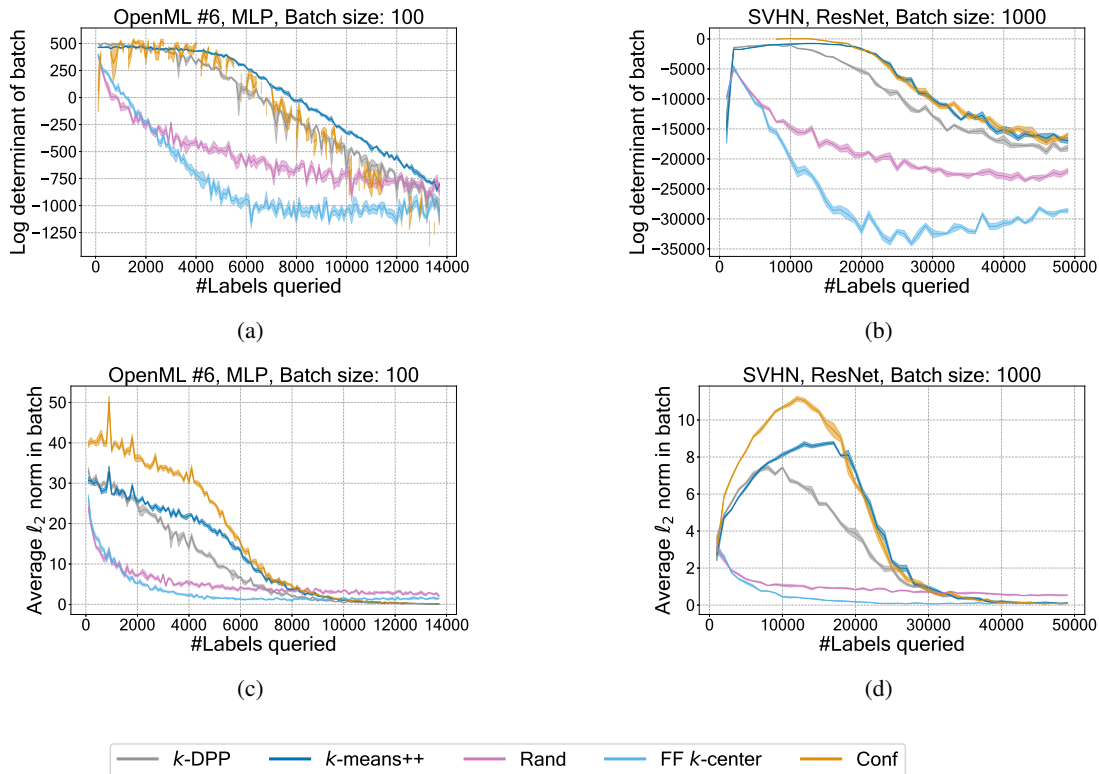 OpenML #6, MLP, Batch size: 100
Log determinant of batch
500
250
0
−250
−500
−750
−1000
−1250
0 2000 4000 6000 8000 10000 12000 14000
#Labels queried
(a)
SVHN, ResNet, Batch size: 1000
Log determinant of batch
0
−5000
−10000
−15000
−20000
−25000
−30000
−35000
10000 20000 30000 40000 50000
#Labels queried
(b)
OpenML #6, MLP, Batch size: 100
Average ℓ2 norm in batch
50
40
30
20
10
0
0 2000 4000 6000 8000 10000 12000 14000
#Labels queried
(c)
SVHN, ResNet, Batch size: 1000
Average ℓ2 norm in batch
10
8
6
4
2
0
0 10000 20000 30000 40000 50000
#Labels queried
(d)
k-DPP k-means++ Rand FF k-center Conf